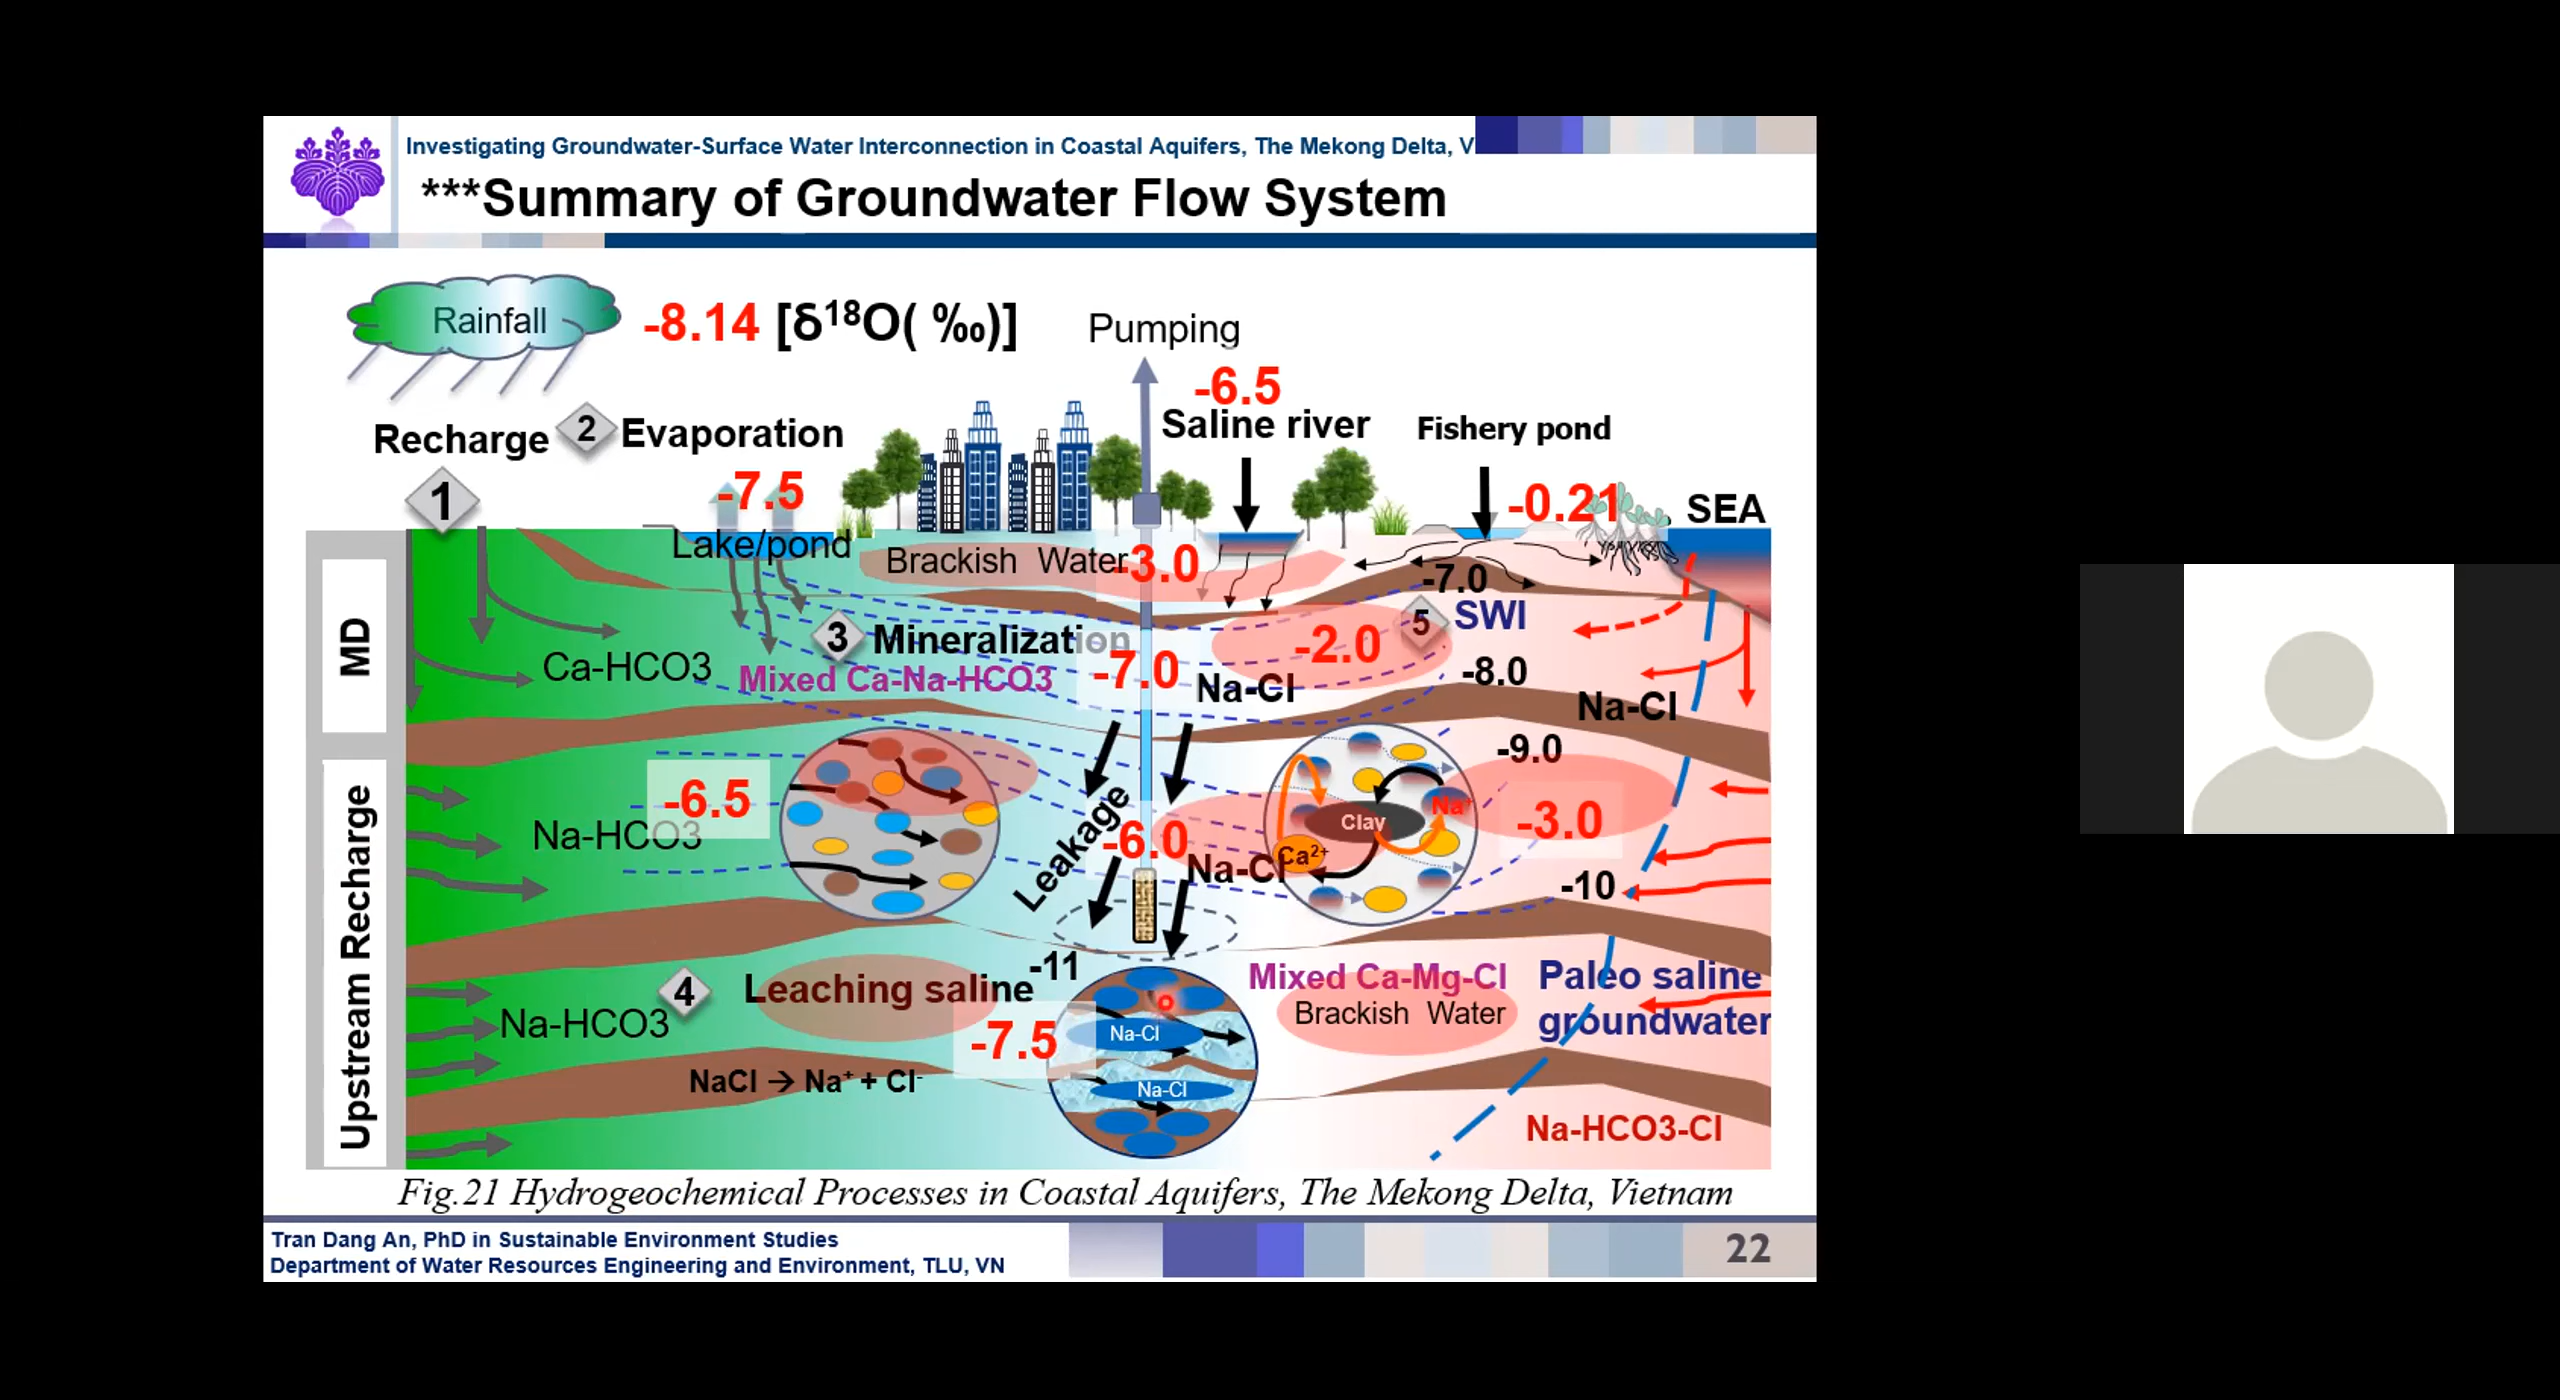 Investigating Groundwater-Surface Water Interconnection in Coastal Aquifers, The Mekong Delta, V
***Summary of Groundwater Flow System
Rainfall
-8.14 [δ¹⁸O( ‰)]
Pumping
-6.5
Saline river
Fishery pond
Recharge
2
Evaporation
1
-7.5
-0.21
SEA
Lake/pond
Brackish Water
-3.0
-7.0
MD
3
Mineralization
5
SWI
-2.0
Ca-HCO3
Mixed Ca-Na-HCO3
-7.0
Na-Cl
-8.0
Na-Cl
-9.0
-6.5
Na-HCO3
Leakage
-6.0
Na-Cl
Clay
Na⁺
Ca²⁺
-3.0
-10
Upstream Recharge
-11
4
Leaching saline
Mixed Ca-Mg-Cl
Brackish Water
Paleo saline
groundwater
Na-HCO3
-7.5
Na-Cl
Na-Cl
NaCl → Na⁺ + Cl⁻
Na-HCO3-Cl
Fig.21 Hydrogeochemical Processes in Coastal Aquifers, The Mekong Delta, Vietnam
Tran Dang An, PhD in Sustainable Environment Studies
Department of Water Resources Engineering and Environment, TLU, VN
22